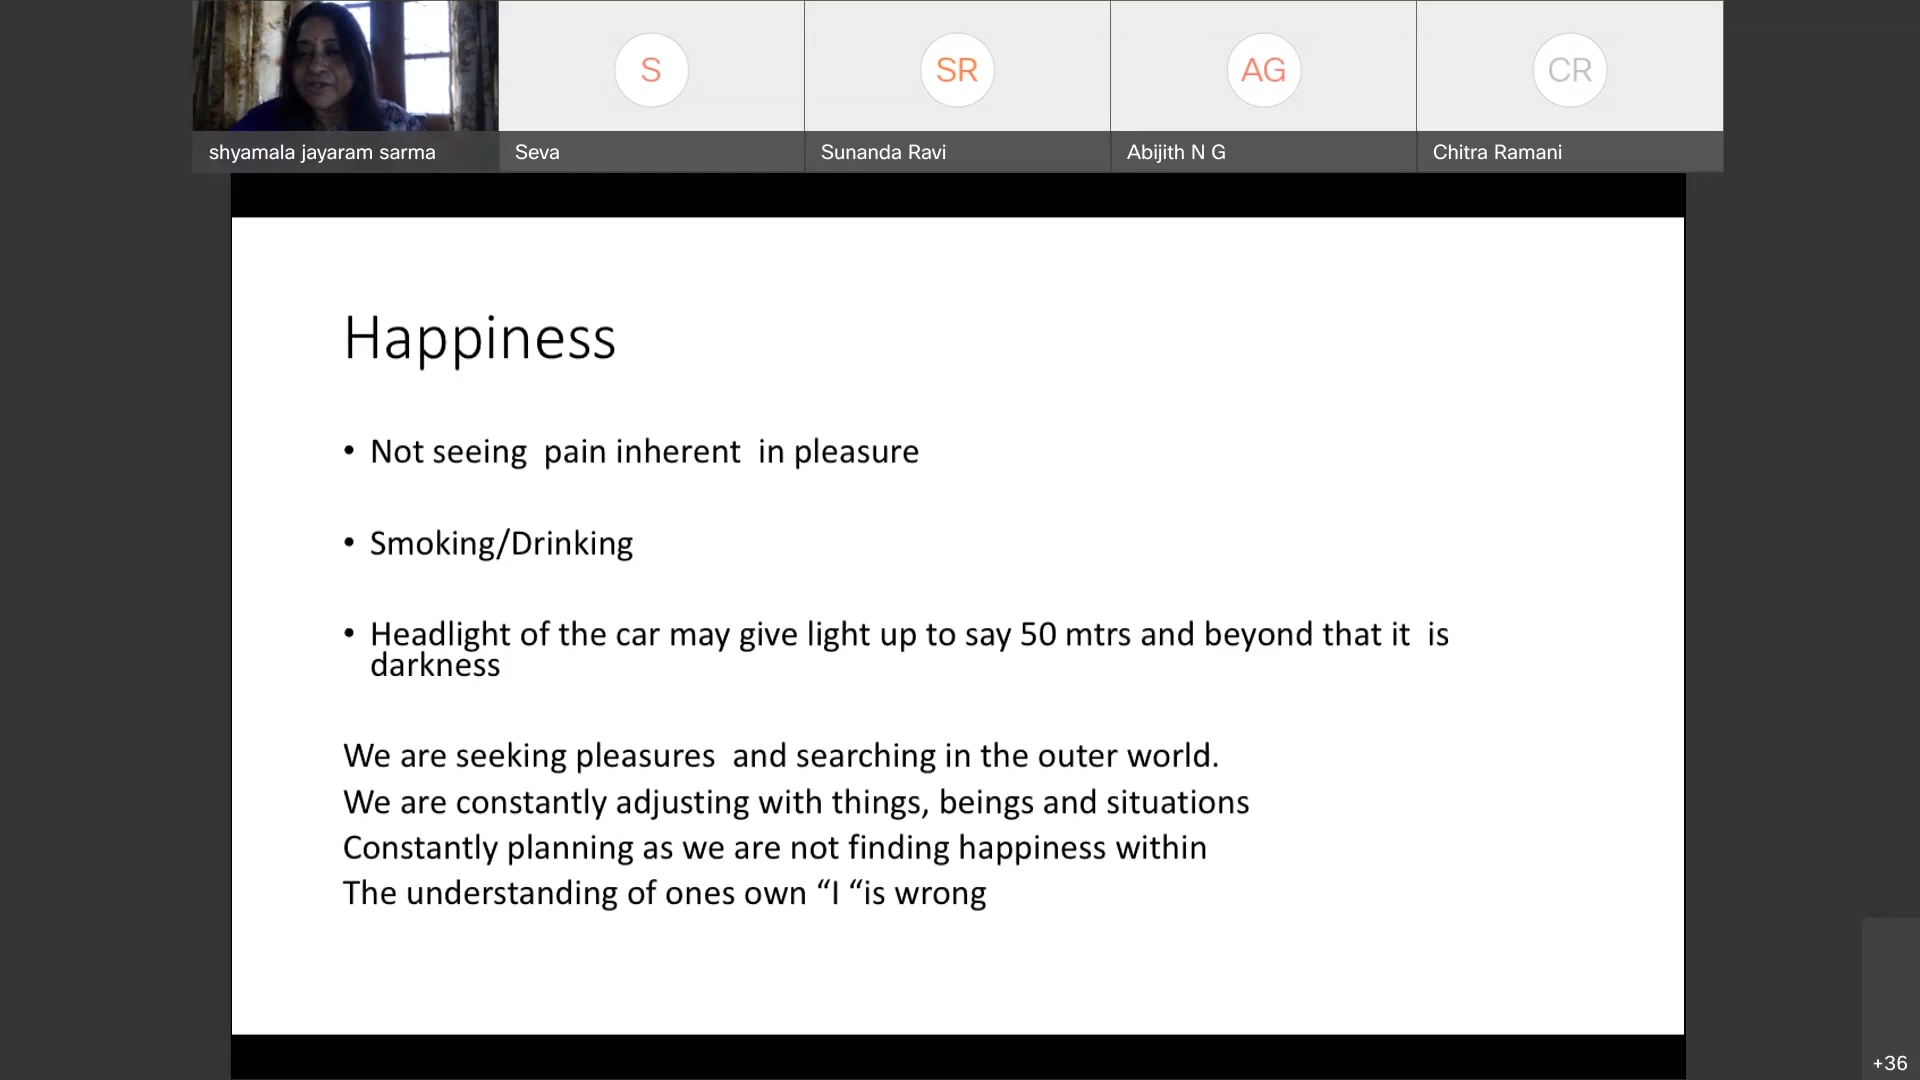 S
SR
AG
CR
shyamala jayaram sarma
Seva
Sunanda Ravi
Abijith N G
Chitra Ramani
Happiness
• Not seeing  pain inherent  in pleasure
• Smoking/Drinking
• Headlight of the car may give light up to say 50 mtrs and beyond that it  is
darkness
We are seeking pleasures  and searching in the outer world.
We are constantly adjusting with things, beings and situations
Constantly planning as we are not finding happiness within
The understanding of ones own “I “is wrong
+36